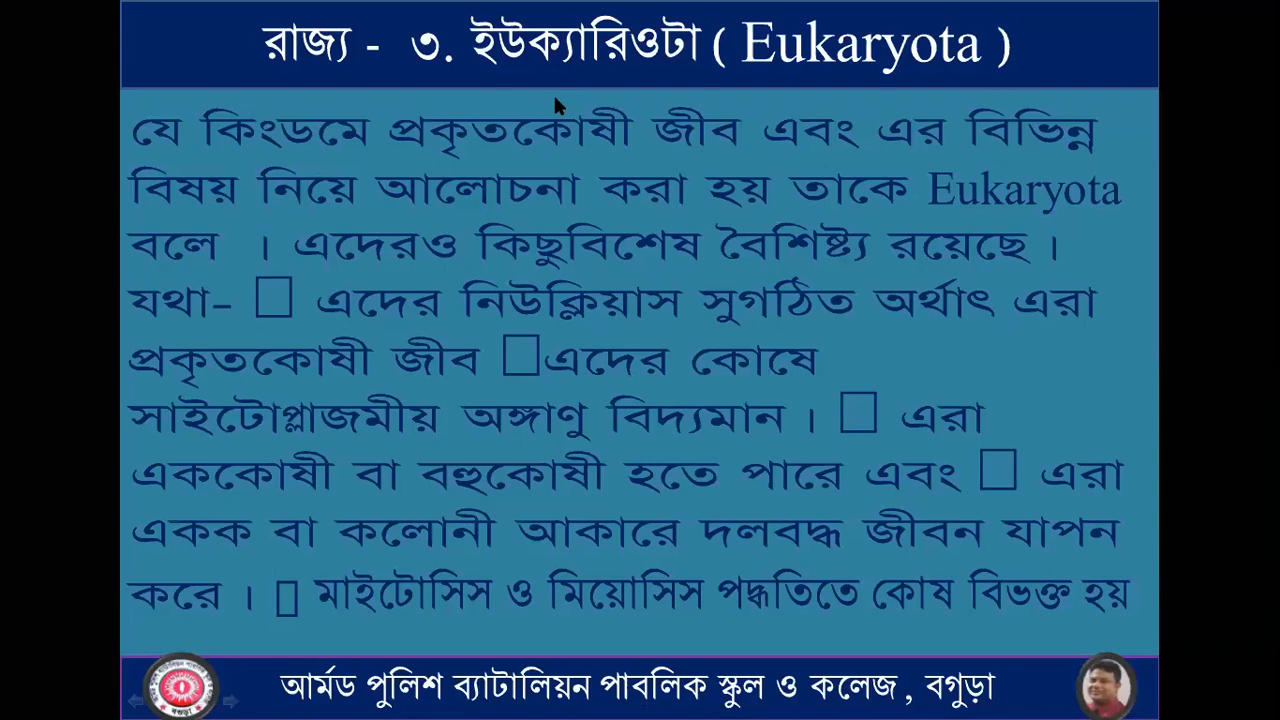 রাজ্য - ৩. ইউক্যারিওটা ( Eukaryota )
যে কিংডমে প্রকৃতকোষী জীব এবং এর বিভিন্ন
বিষয় নিয়ে আলোচনা করা হয় তাকে Eukaryota
বলে । এদেরও কিছুবিশেষ বৈশিষ্ট্য রয়েছে।
যথা- □ এদের নিউক্লিয়াস সুগঠিত অর্থাৎ এরা
প্রকৃতকোষী জীব □এদের কোষে
সাইটোপ্লাজমীয় অঙ্গাণু বিদ্যমান। □ এরা
এককোষী বা বহুকোষী হতে পারে এবং □ এরা
একক বা কলোনী আকারে দলবদ্ধ জীবন যাপন
করে। □ মাইটোসিস ও মিয়োসিস পদ্ধতিতে কোষ বিভক্ত হয়
আর্মড পুলিশ ব্যাটালিয়ন পাবলিক স্কুল ও কলেজ, বগুড়া
বগুড়া